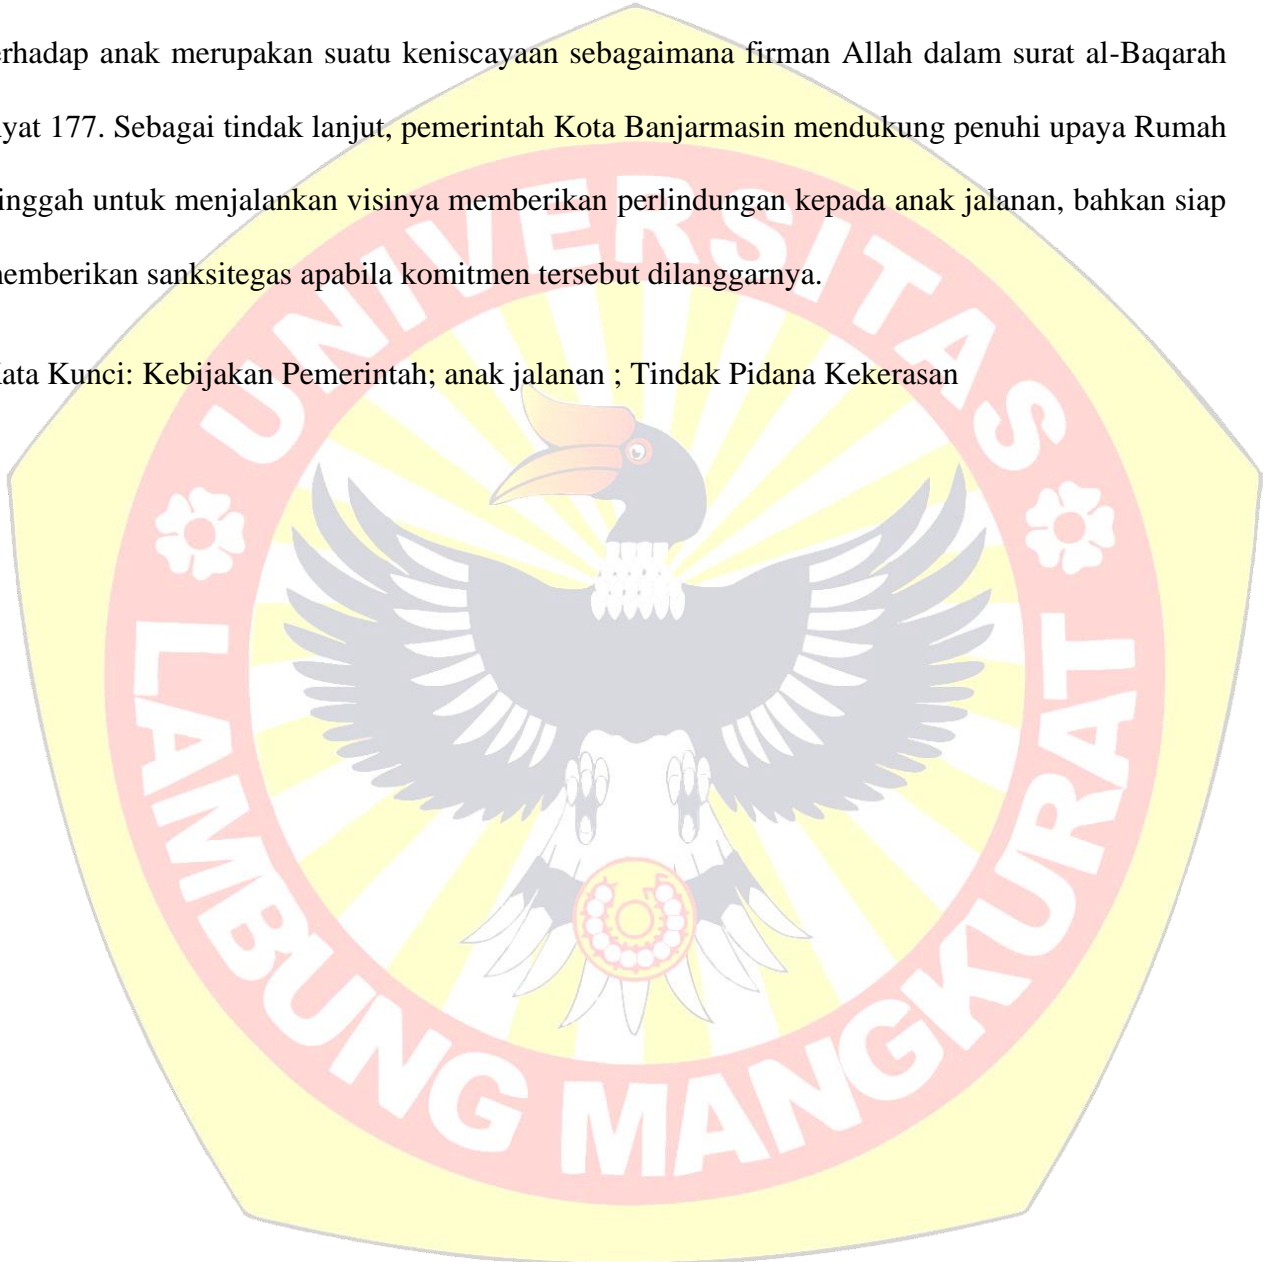 erhadap anak merupakan suatu keniscayaan sebagaimana firman Allah dalam surat al-Baqarah
yat 177. Sebagai tindak lanjut, pemerintah Kota Banjarmasin mendukung penuhi upaya Rumah
inggah untuk menjalankan visinya memberikan perlindungan kepada anak jalanan, bahkan siap
emberikan sanksitegas apabila komitmen tersebut dilanggarnya.
ata Kunci: Kebijakan Pemerintah; anak jalanan ; Tindak Pidana Kekerasan
UNIVERSITAS
LAMBUNG MANGKURAT